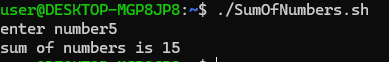 user@DESKTOP-MGP8JP8:~$ ./SumOfNumbers.sh
enter number5
sum of numbers is 15